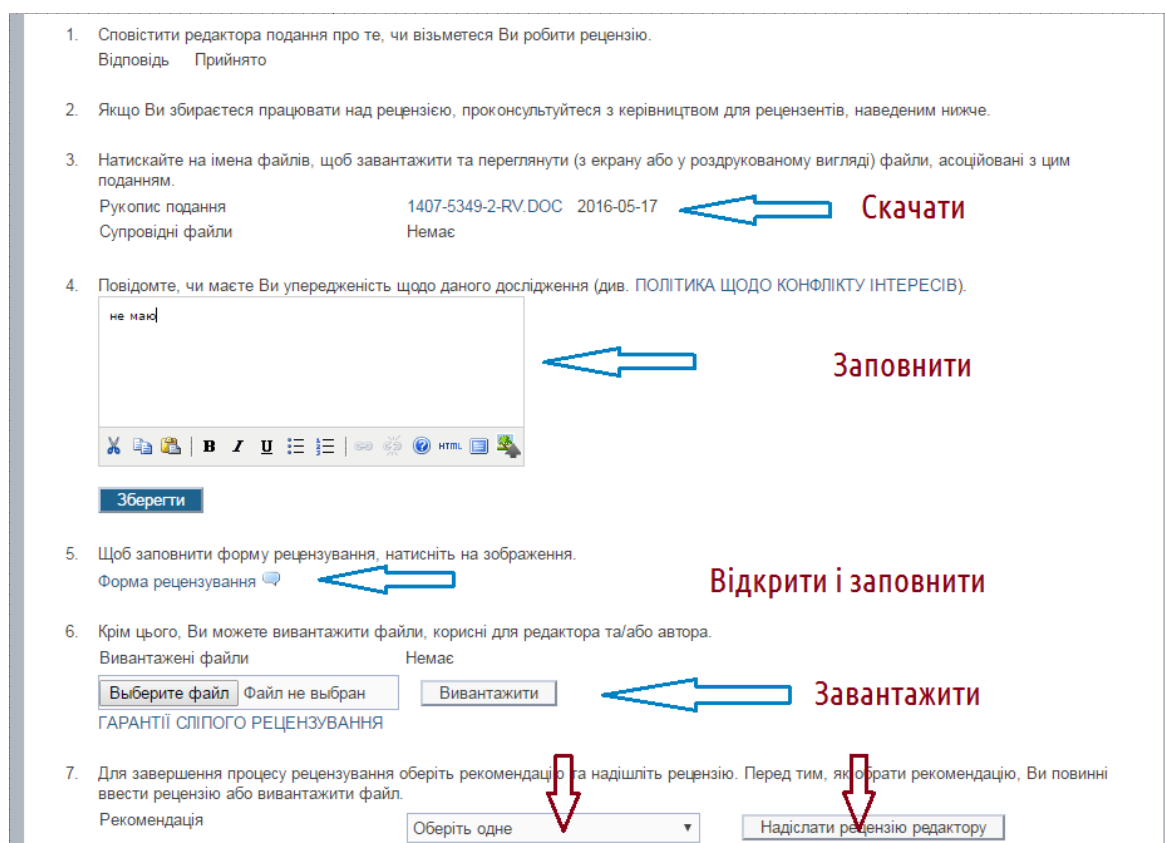 1. Сповістити редактора подання про те, чи візьметеся Ви робити рецензію.
Відповідь Прийнято
2. Якщо Ви збираєтеся працювати над рецензією, проконсультуйтеся з керівництвом для рецензентів, наведеним нижче.
3. Натискайте на імена файлів, щоб завантажити та переглянути (з екрану або у роздрукованому вигляді) файли, асоційовані з цим
поданням.
Рукопис подання 1407-5349-2-RV.DOC 2016-05-17 Скачати
Супровідні файли Немає
4. Повідомте, чи маєте Ви упередженість щодо даного дослідження (див. ПОЛІТИКА ЩОДО КОНФЛІКТУ ІНТЕРЕСІВ).
не маю
Заповнити
B I U HTML
Зберегти
5. Щоб заповнити форму рецензування, натисніть на зображення.
Форма рецензування Відкрити і заповнити
6. Крім цього, Ви можете вивантажити файли, корисні для редактора та/або автора.
Вивантажені файли Немає
Выберите файл Файл не выбран Вивантажити Завантажити
ГАРАНТІЇ СЛІПОГО РЕЦЕНЗУВАННЯ
7. Для завершення процесу рецензування оберіть рекомендацію та надішліть рецензію. Перед тим, як обрати рекомендацію, Ви повинні
ввести рецензію або вивантажити файл.
Рекомендація Оберіть одне Надіслати рецензію редактору